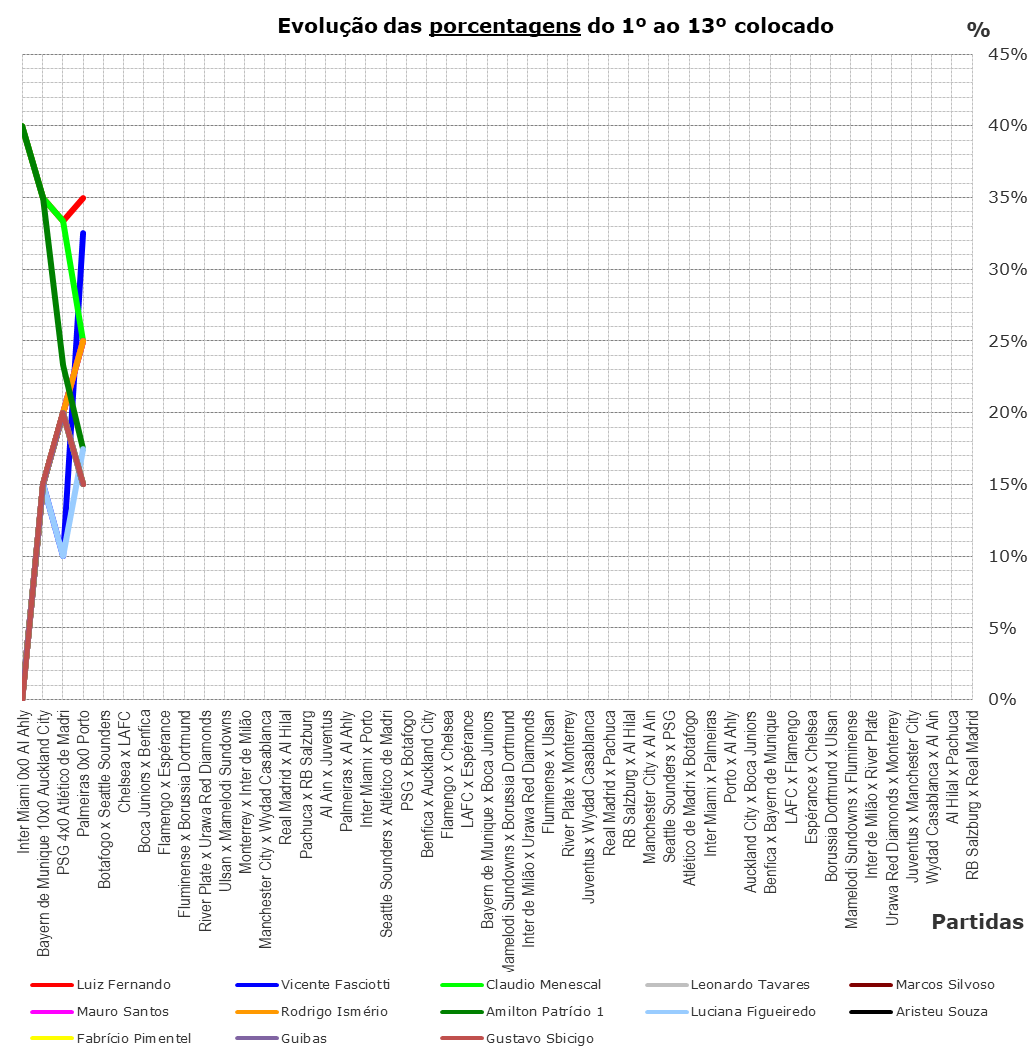 Evolução das porcentagens do 1º ao 13º colocado
%
45%
40%
35%
30%
25%
20%
15%
10%
5%
0%
Inter Miami 0x0 Al Ahly
Bayern de Munique 10x0 Auckland City
PSG 4x0 Atlético de Madri
Palmeiras 0x0 Porto
Botafogo x Seattle Sounders
Chelsea x LAFC
Boca Juniors x Benfica
Flamengo x Espérance
Fluminense x Borussia Dortmund
River Plate x Urawa Red Diamonds
Ulsan x Mamelodi Sundowns
Monterrey x Inter de Milão
Manchester City x Wydad Casablanca
Real Madrid x Al Hilal
Pachuca x RB Salzburg
Al Ain x Juventus
Palmeiras x Al Ahly
Inter Miami x Porto
Seattle Sounders x Atlético de Madri
PSG x Botafogo
Benfica x Auckland City
Flamengo x Chelsea
LAFC x Espérance
Bayern de Munique x Boca Juniors
Mamelodi Sundowns x Borussia Dortmund
Inter de Milão x Urawa Red Diamonds
Fluminense x Ulsan
River Plate x Monterrey
Juventus x Wydad Casablanca
Real Madrid x Pachuca
RB Salzburg x Al Hilal
Manchester City x Al Ain
Seattle Sounders x PSG
Atlético de Madri x Botafogo
Inter Miami x Palmeiras
Porto x Al Ahly
Auckland City x Boca Juniors
Benfica x Bayern de Munique
LAFC x Flamengo
Espérance x Chelsea
Borussia Dortmund x Ulsan
Mamelodi Sundowns x Fluminense
Inter de Milão x River Plate
Urawa Red Diamonds x Monterrey
Juventus x Manchester City
Wydad Casablanca x Al Ain
Al Hilal x Pachuca
RB Salzburg x Real Madrid
Partidas
Luiz Fernando
Vicente Fasciotti
Claudio Menescal
Leonardo Tavares
Marcos Silvoso
Mauro Santos
Rodrigo Ismério
Amilton Patrício 1
Luciana Figueiredo
Aristeu Souza
Fabrício Pimentel
Guibas
Gustavo Sbicigo